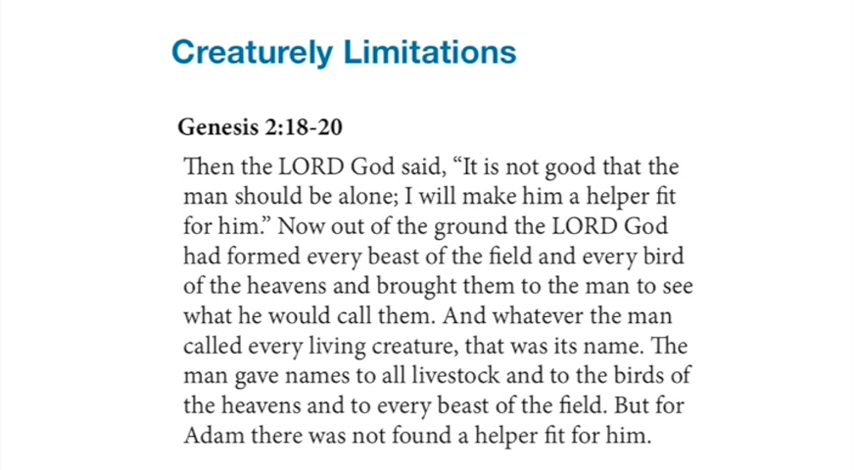 Creaturely Limitations
Genesis 2:18-20
Then the LORD God said, “It is not good that the
man should be alone; I will make him a helper fit
for him.” Now out of the ground the LORD God
had formed every beast of the field and every bird
of the heavens and brought them to the man to see
what he would call them. And whatever the man
called every living creature, that was its name. The
man gave names to all livestock and to the birds of
the heavens and to every beast of the field. But for
Adam there was not found a helper fit for him.